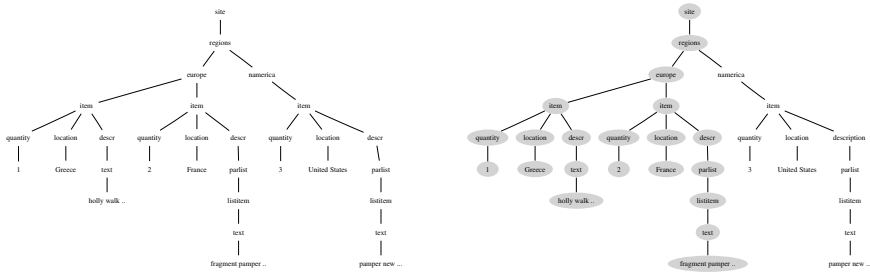 site site
regions regions
europe namerica europe namerica
item item item item item item
quantity location descr quantity location descr quantity location descr quantity location descr quantity location descr quantity location description
1 Greece text 2 France parlist 3 United States parlist 1 Greece text 2 France parlist 3 United States parlist
holly walk .. listitem listitem holly walk .. listitem listitem
text text text text
fragment pamper .. pamper new ... fragment pamper .. pamper new ..